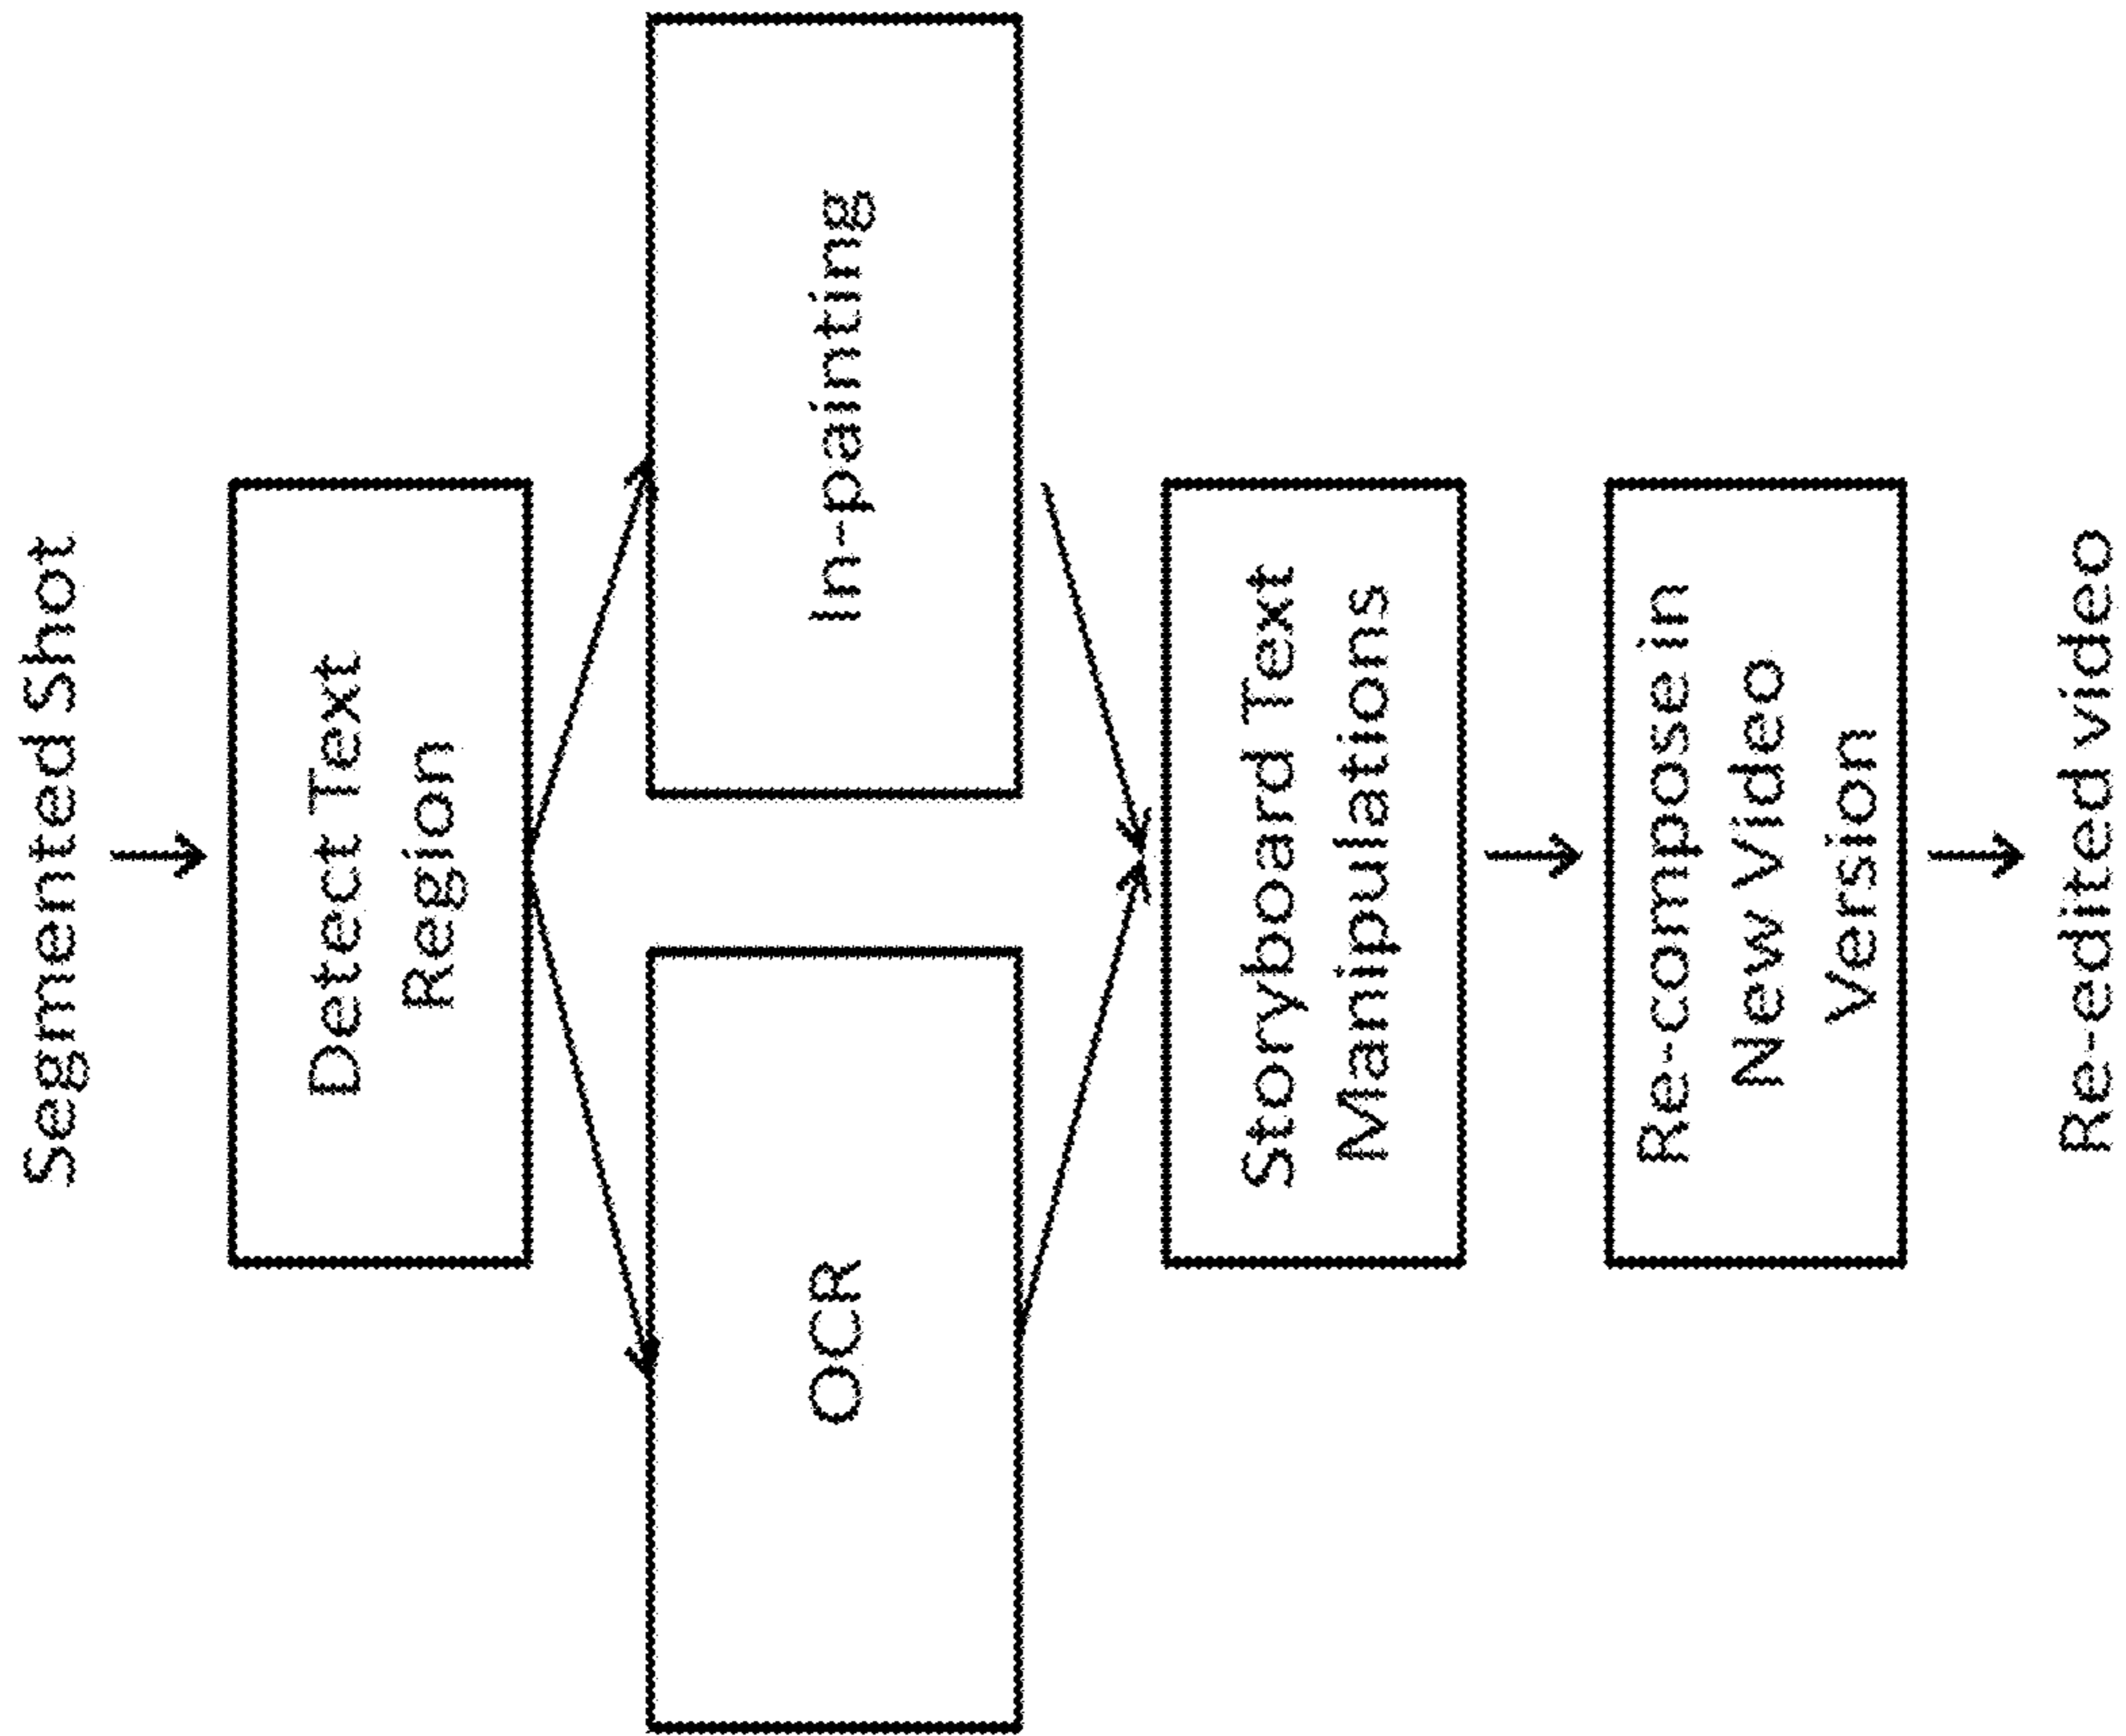 Segmented Shot
Detect Text
Region
OCR
In-painting
Storyboard Text
Manipulations
Re-compose in
New Video
Version
Re-edited video